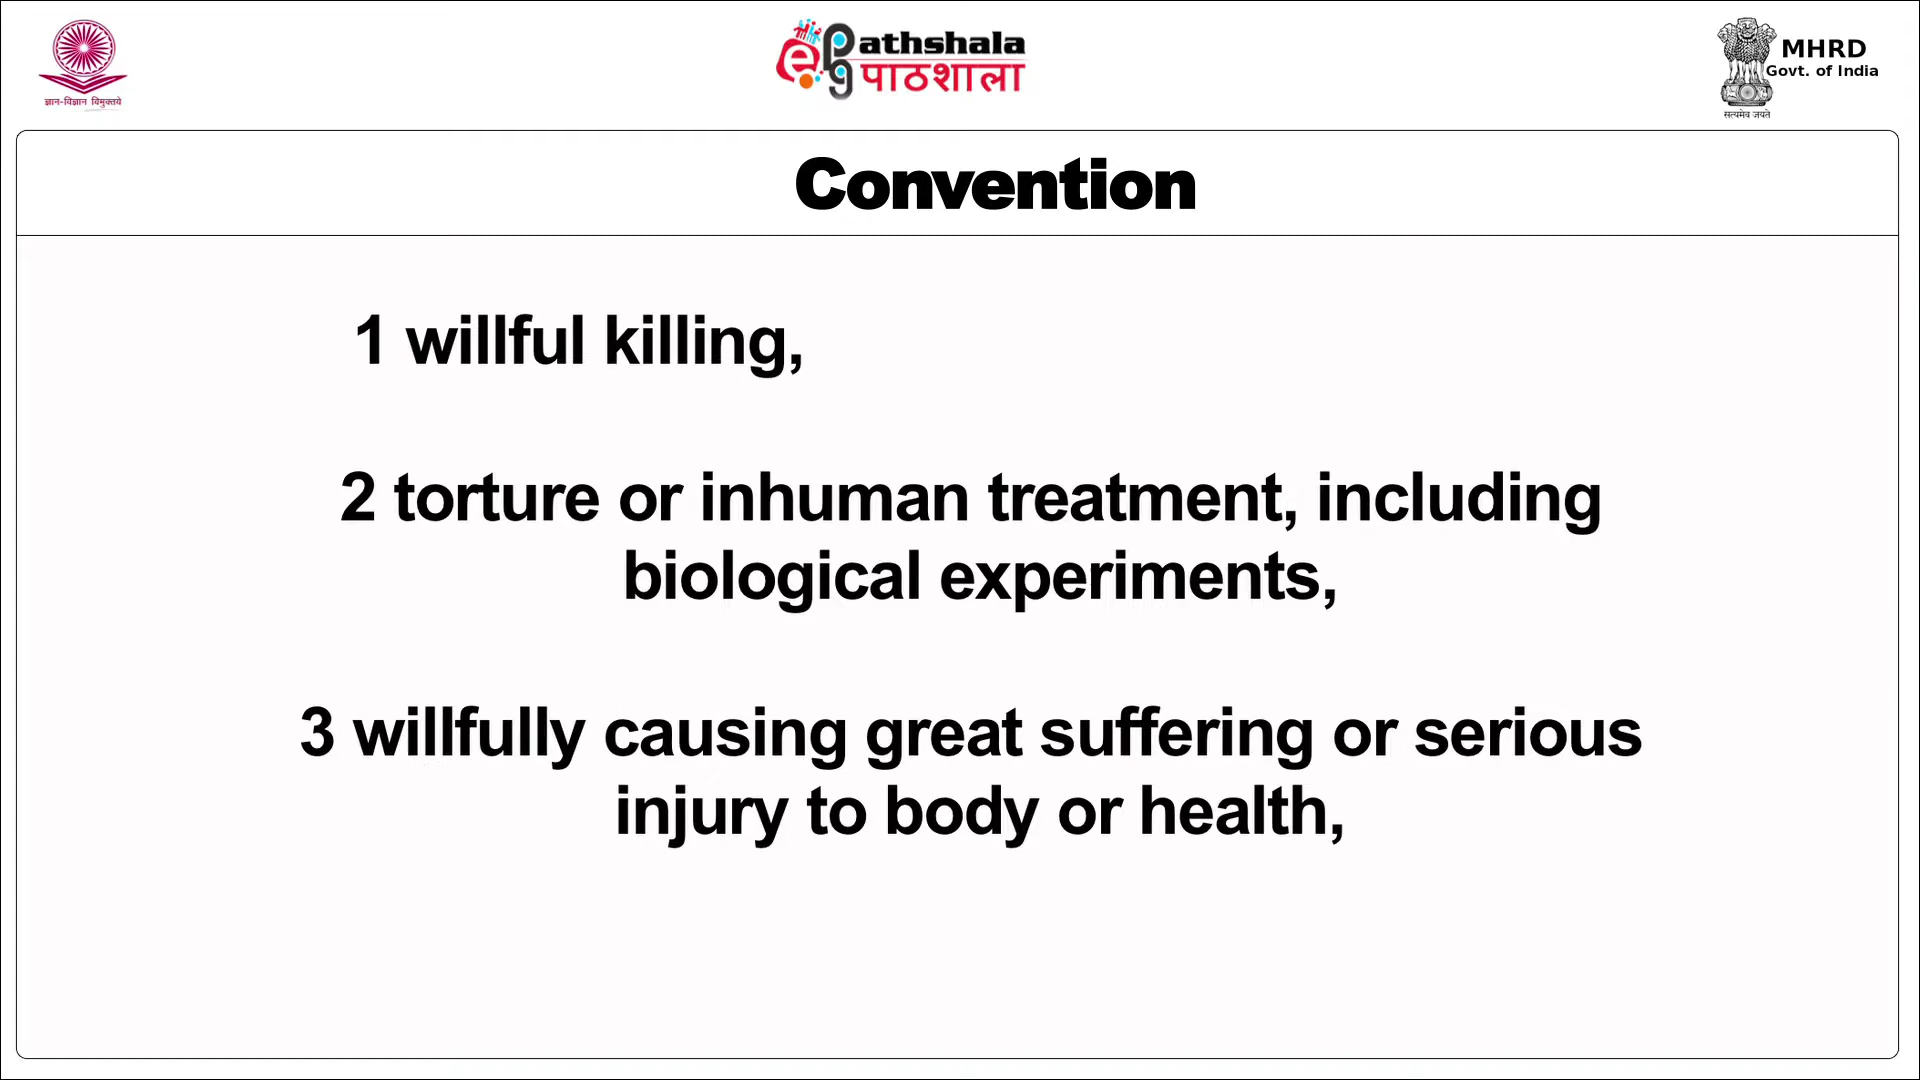 ज्ञान-विज्ञान विमुक्तये
e pg athshala
पाठशाला
MHRD
Govt. of India
सत्यमेव जयते
Convention
1 willful killing,
2 torture or inhuman treatment, including
biological experiments,
3 willfully causing great suffering or serious
injury to body or health,